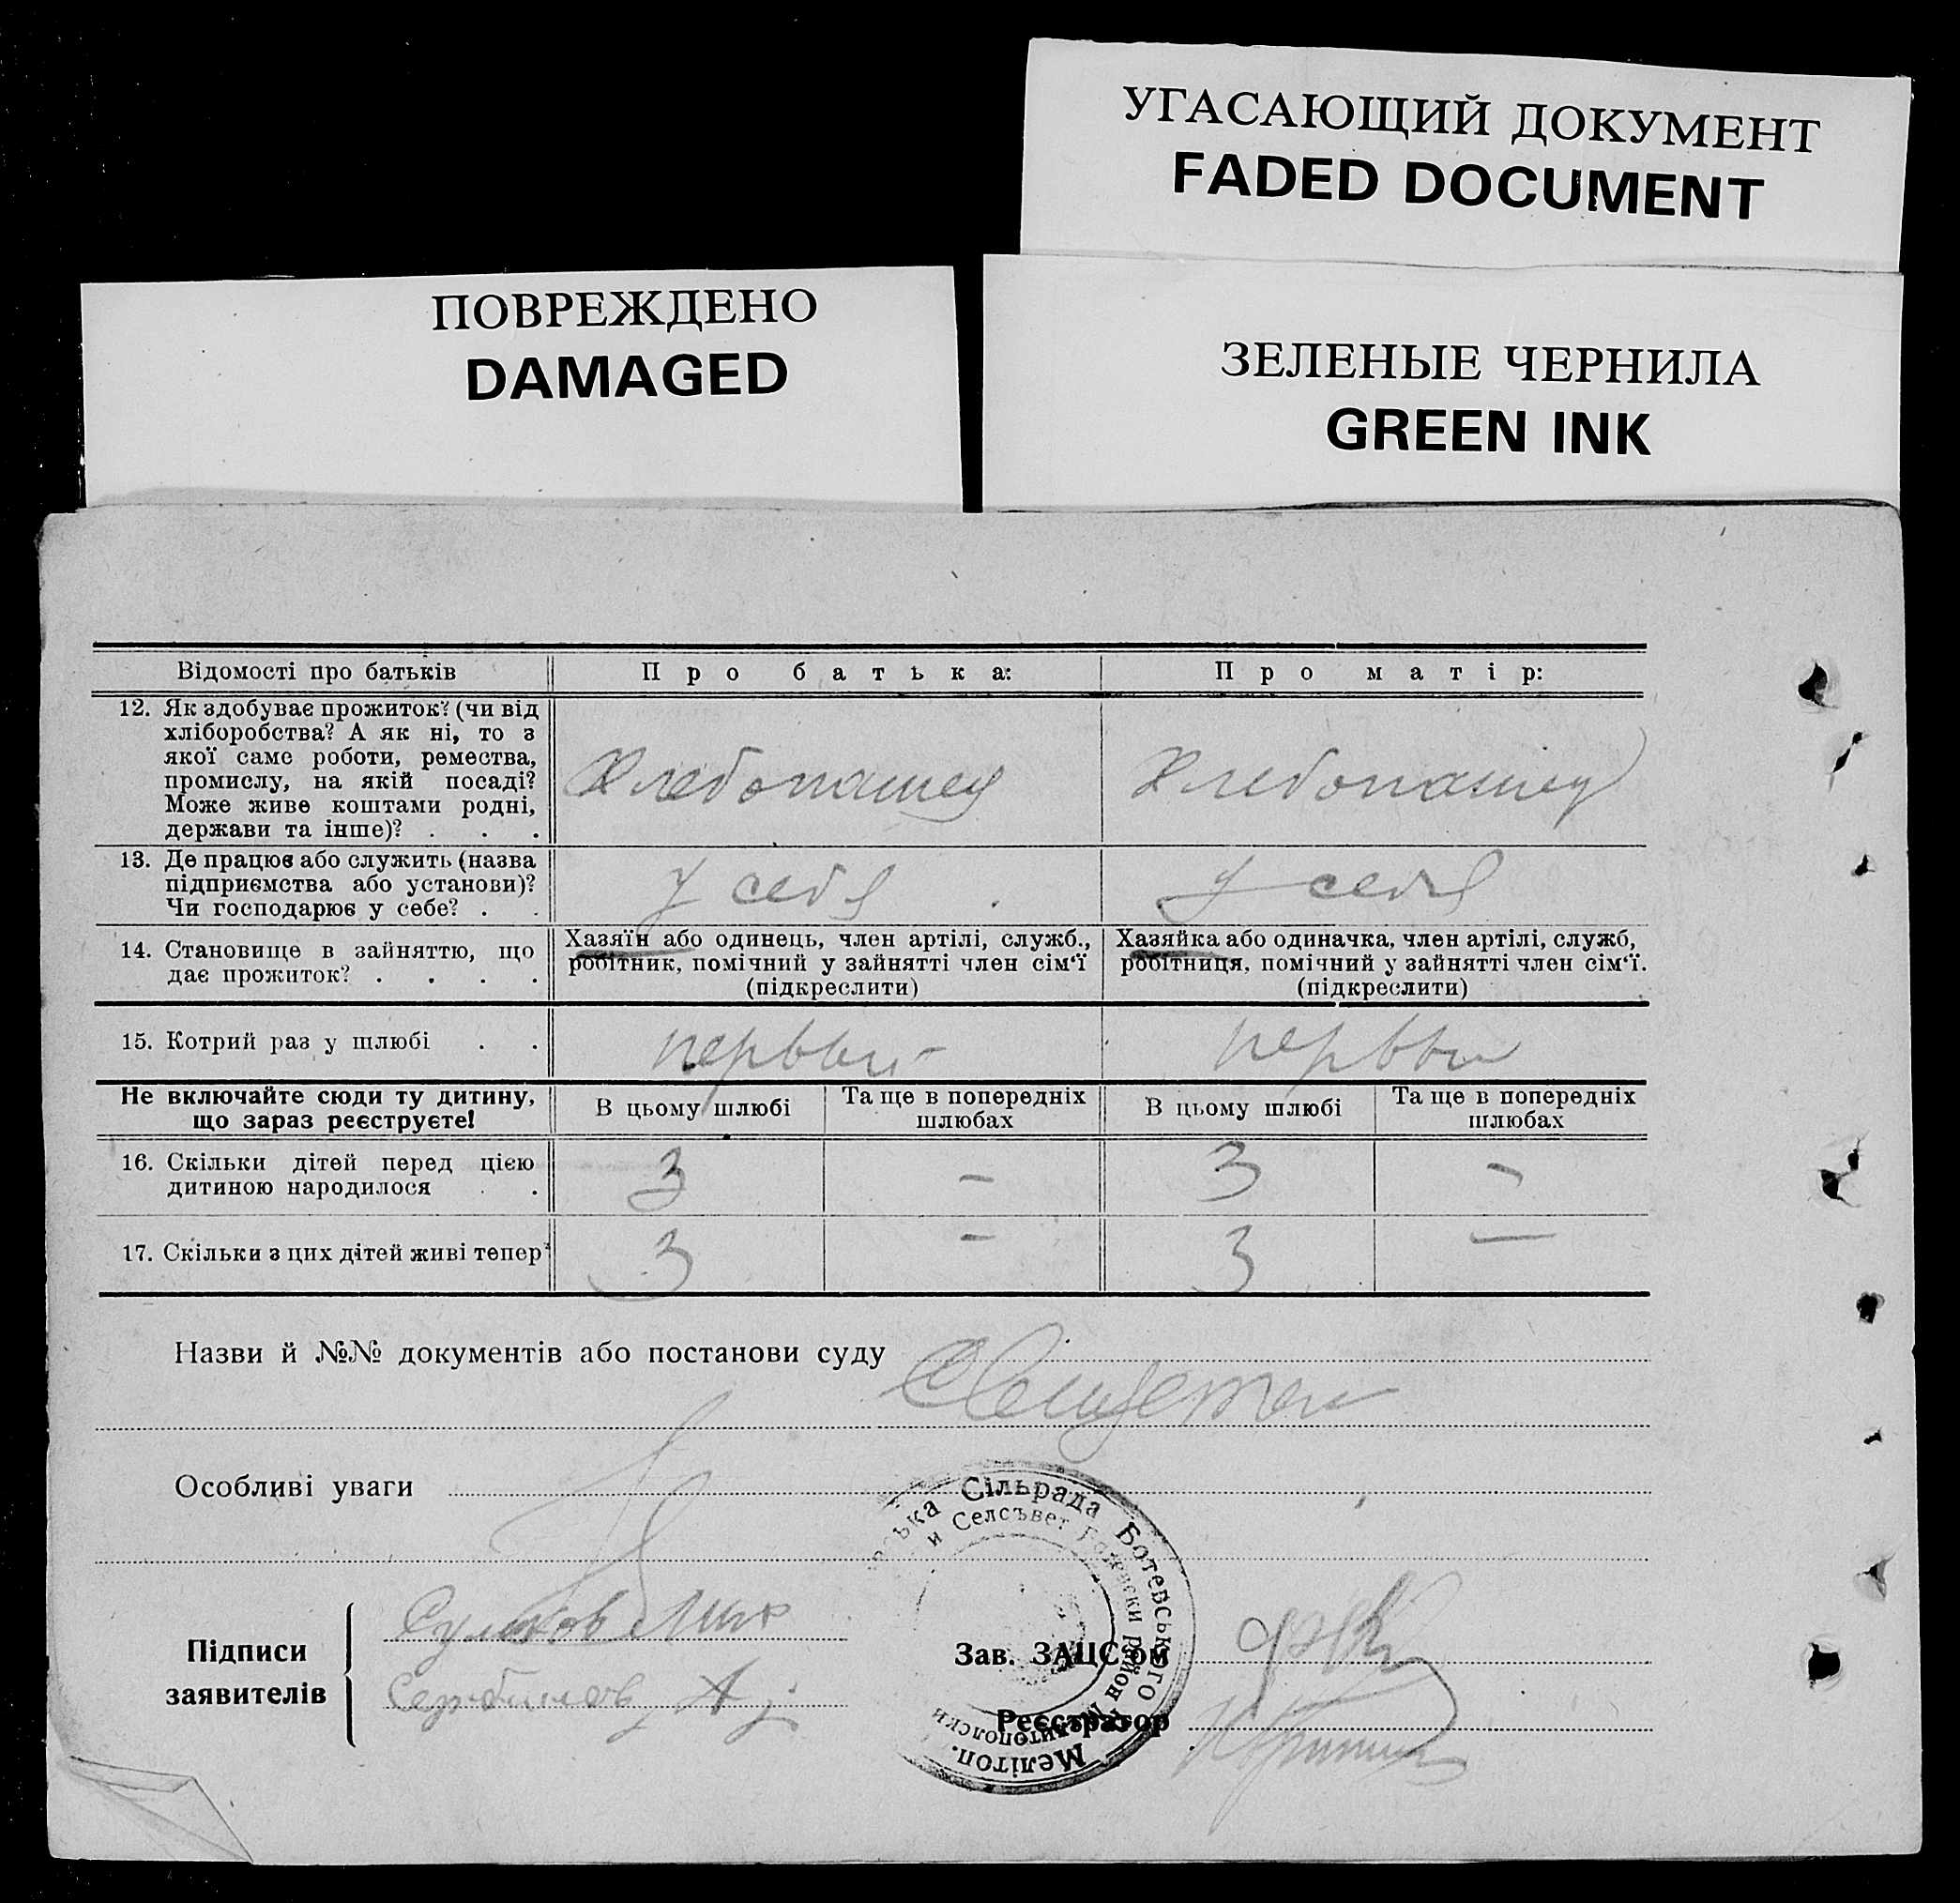 УГАСАЮЩИЙ ДОКУМЕНТ
FADED DOCUMENT
ПОВРЕЖДЕНО
DAMAGED
ЗЕЛЕНЫЕ ЧЕРНИЛА
GREEN INK
Відомості про батьків
Про батька:
Про матір:
12. Як здобуває прожиток? (чи від
хліборобства? А як ні, то з
якої саме роботи, ремества,
промислу, на якій посаді?
Може живе коштами родні,
держави та інше)? . . .
Хлебопашец
Хлебопашец
13. Де працює або служить (назва
підприємства або установи)?
Чи господарює у себе? . .
У себя
У себя
14. Становище в зайняттю, що
дає прожиток? . . . .
Хазяїн або одинець, член артілі, служб.,
робітник, помічний у зайнятті член сім'ї
(підкреслити)
Хазяйка або одиначка, член артілі, служб,
робітниця, помічний у зайнятті член сім'ї.
(підкреслити)
15. Котрий раз у шлюбі . .
первый
первый
Не включайте сюди ту дитину,
що зараз реєструєте!
В цьому шлюбі
Та ще в попередніх
шлюбах
В цьому шлюбі
Та ще в попередніх
шлюбах
16. Скільки дітей перед цією
дитиною народилося . .
3 – 3 –
17. Скільки з цих дітей живі тепер
3 – 3 –
Назви й №№ документів або постанови суду
Особливі уваги
Сільрада Ботевського
Мелітоп.
и Селсъвет Ботевски район Мелитополски
Підписи
заявителів
Зав. ЗАЦС'ом
Реєстратор